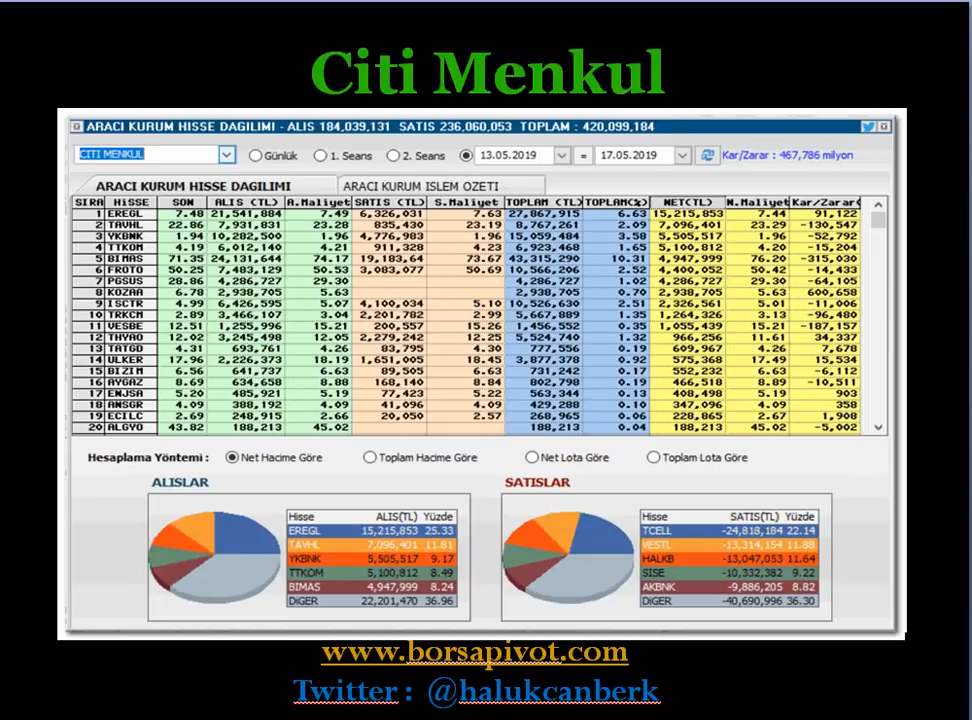 Citi Menkul
ARACI KURUM HISSE DAGILIMI - ALIS 184,039,131 SATIS 236,060,053 TOPLAM : 420,099,184
CITI MENKUL Günlük 1. Seans 2. Seans 13.05.2019 = 17.05.2019 Kar/Zarar : 467,786 milyon
ARACI KURUM HISSE DAGILIMI ARACI KURUM ISLEM OZETI
SIRA HiSSE SON ALIS (TL) A.Maliyet SATIS (TL) S.Maliyet TOPLAM (TL) TOPLAM(%) NET(TL) N.Maliyet Kar/Zarar(
1 EREGL 7.48 21,541,884 7.49 6,326,031 7.63 27,867,915 6.63 15,215,853 7.44 91,122
2 TAVHL 22.86 7,931,831 23.28 835,430 23.19 8,767,261 2.09 7,096,401 23.29 -130,547
3 YKBNK 1.94 10,282,500 1.96 4,776,983 1.96 15,059,484 3.58 5,505,517 1.96 -52,792
4 TTKOM 4.19 6,012,140 4.21 911,328 4.23 6,923,468 1.65 5,100,812 4.20 -15,204
5 BIMAS 71.35 24,131,644 74.17 19,183,64 73.67 43,315,290 10.31 4,947,999 76.20 -315,030
6 FROTO 50.25 7,483,129 50.53 3,083,077 50.69 10,566,206 2.52 4,400,052 50.42 -14,433
7 PGSUS 28.86 4,286,727 29.30 4,286,727 1.02 4,286,727 29.30 -64,105
8 KOZAA 6.78 2,938,705 5.63 2,938,705 0.70 2,938,705 5.63 600,658
9 ISCTR 4.99 6,426,595 5.07 4,100,034 5.10 10,526,630 2.51 2,326,561 5.01 -11,006
10 TRKCM 2.89 3,466,107 3.04 2,201,782 2.99 5,667,889 1.35 1,264,326 3.13 -96,480
11 VESBE 12.51 1,255,996 15.21 200,557 15.26 1,456,552 0.35 1,055,439 15.21 -187,157
12 THYAO 12.02 3,245,498 12.05 2,279,242 12.25 5,524,740 1.32 966,256 11.61 34,337
13 TATGD 4.31 693,761 4.26 83,795 4.30 777,556 0.19 609,967 4.26 7,678
14 ULKER 17.96 2,226,373 18.19 1,651,005 18.45 3,877,378 0.92 575,368 17.49 15,534
15 BIZIM 6.56 641,737 6.63 89,505 6.63 731,242 0.17 552,232 6.63 -6,112
16 AYGAZ 8.69 634,658 8.88 168,140 8.84 802,798 0.19 466,518 8.89 -10,511
17 ENJSA 5.20 485,921 5.19 77,423 5.22 563,344 0.13 408,498 5.19 903
18 ANSGR 4.09 388,192 4.09 41,096 4.09 429,288 0.10 347,096 4.09 358
19 ECILC 2.69 248,915 2.66 20,050 2.57 268,965 0.06 228,865 2.67 1,908
20 ALGYO 43.82 188,213 45.02 188,213 0.04 188,213 45.02 -5,002
Hesaplama Yöntemi : Net Hacime Göre Toplam Hacime Göre Net Lota Göre Toplam Lota Göre
ALISLAR SATISLAR
Hisse ALIS(TL) Yüzde
EREGL 15,215,853 25.33
TAVHL 7,096,401 11.81
YKBNK 5,505,517 9.17
TTKOM 5,100,812 8.49
BIMAS 4,947,999 8.24
DiGER 22,201,470 36.96
Hisse SATIS(TL) Yüzde
TCELL -24,818,184 22.14
VESTL -13,314,154 11.88
HALKB -13,047,053 11.64
SISE -10,332,382 9.22
AKBNK -9,886,205 8.82
DiGER -40,690,996 36.30
www.borsapivot.com
Twitter : @halukcanberk